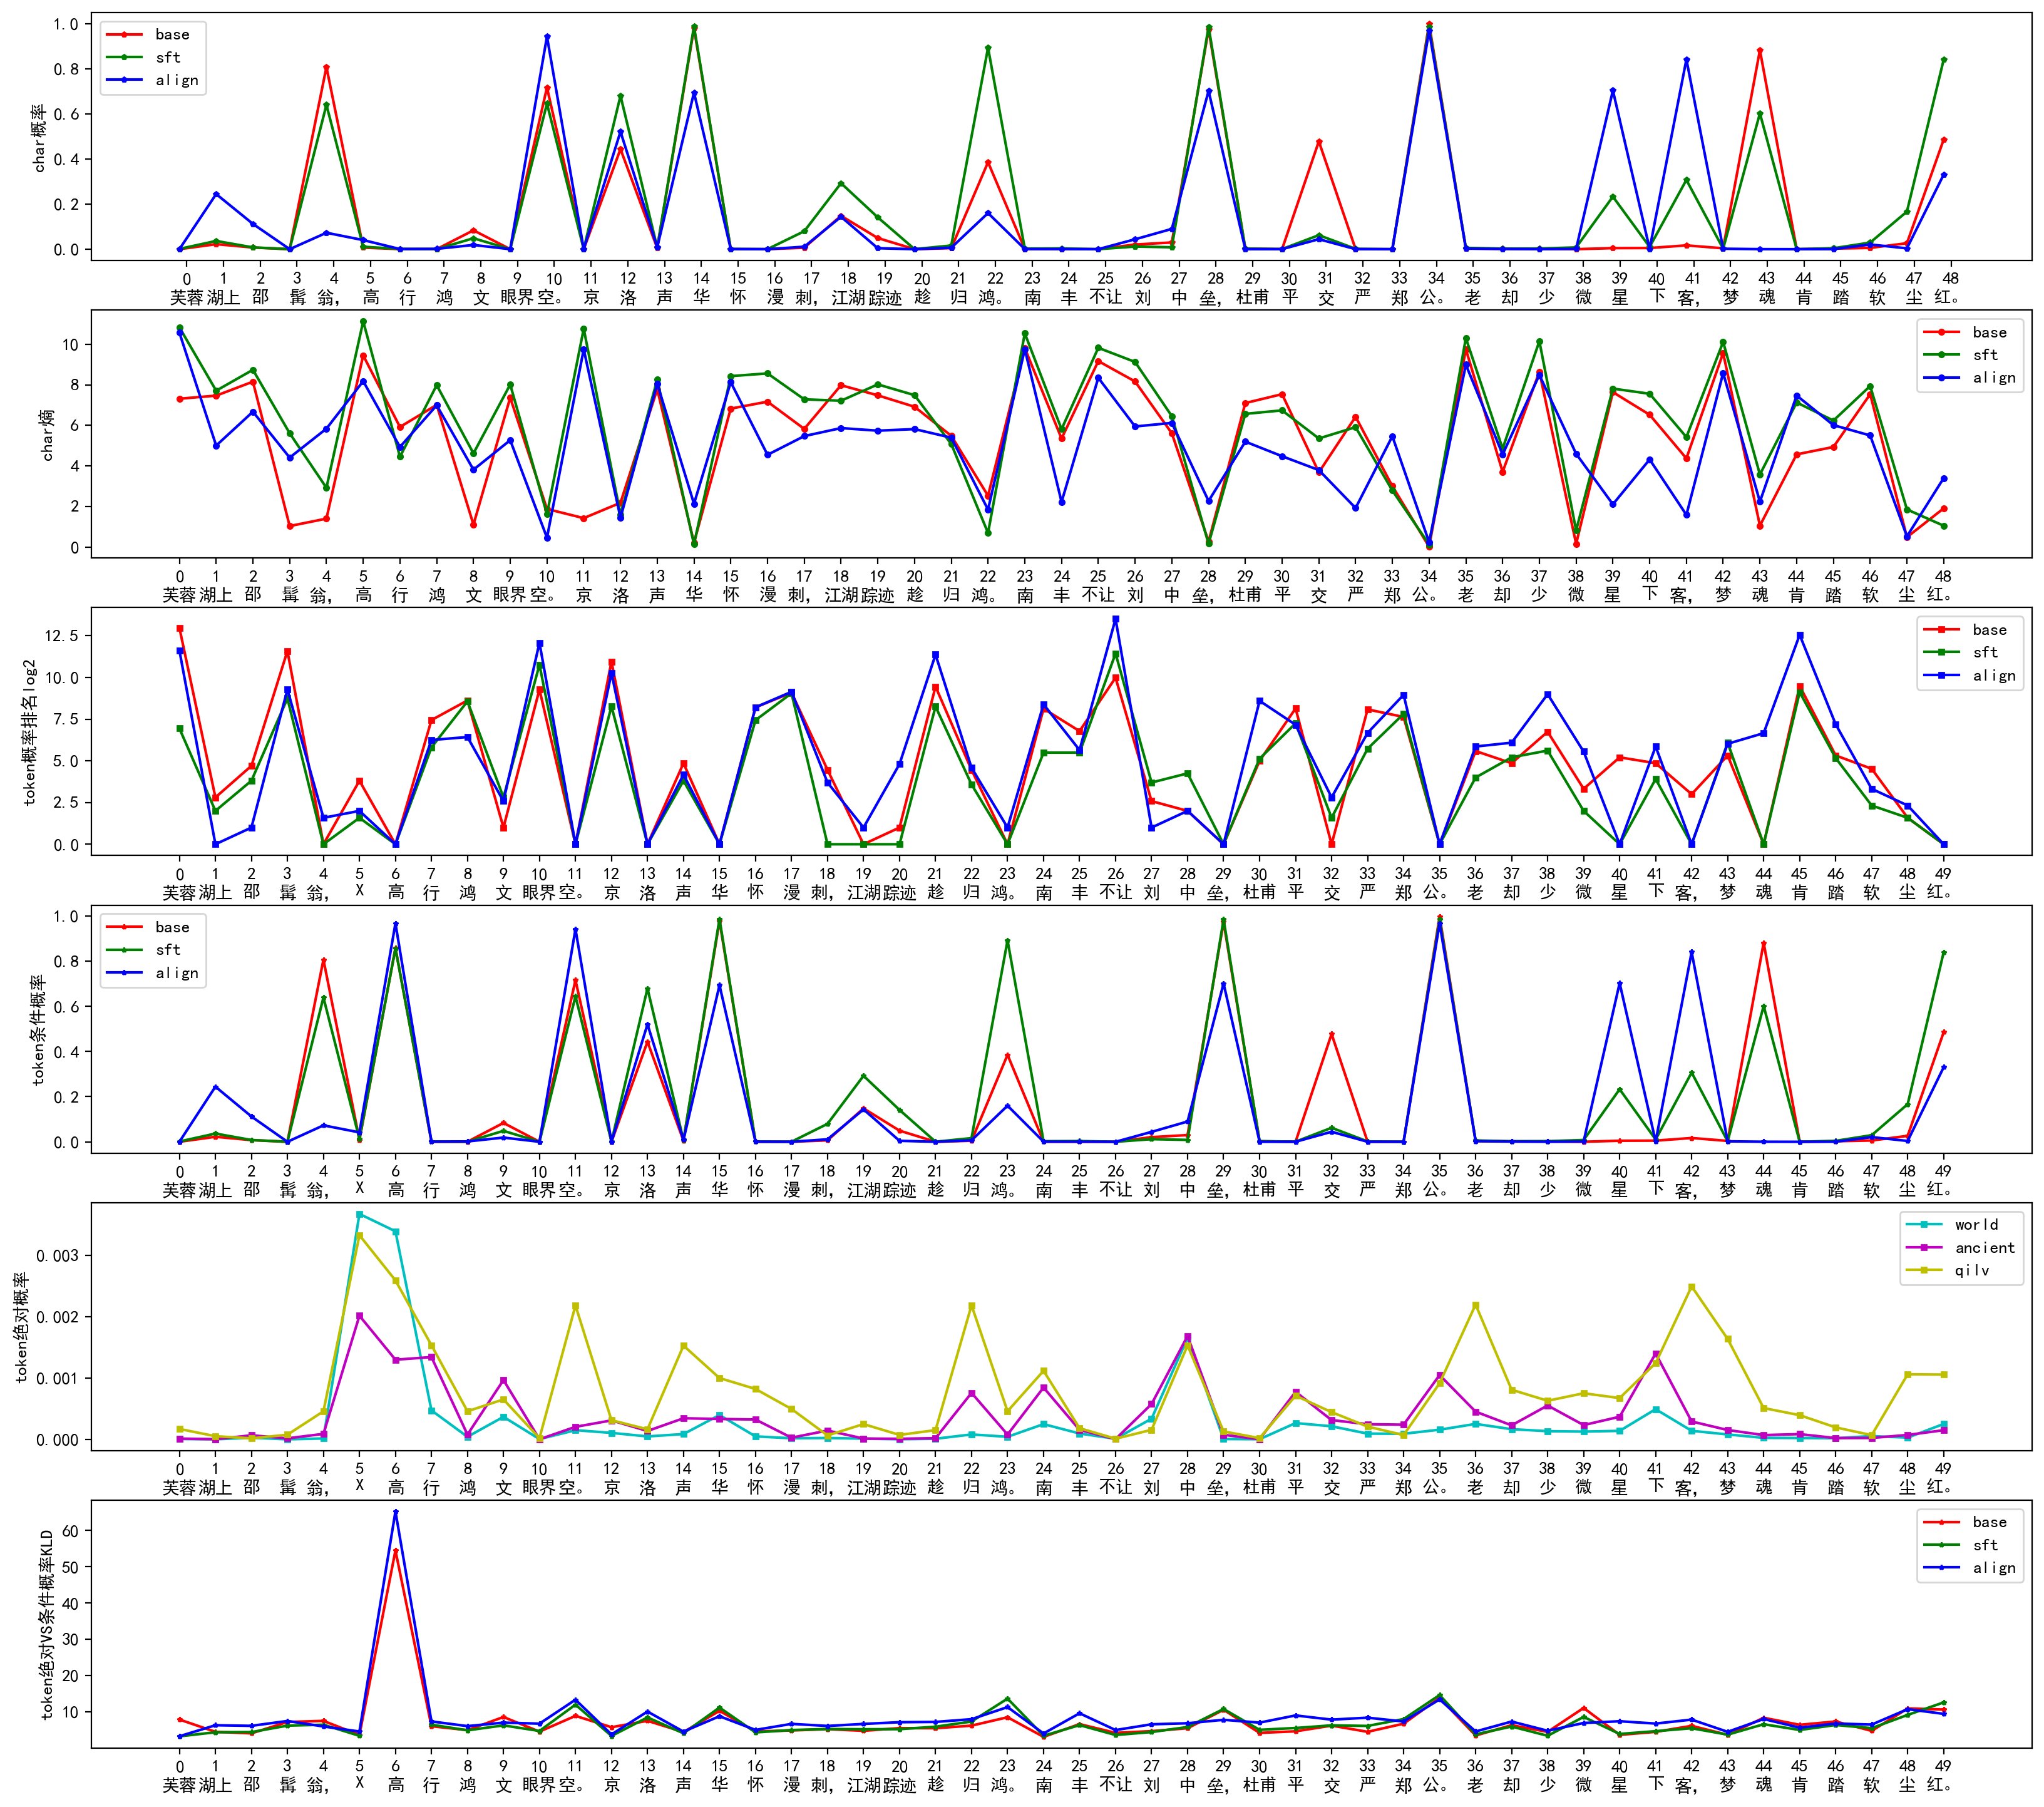 char概率
1.0
0.8
0.6
0.4
0.2
0.0
base
sft
align
0 1 2 3 4 5 6 7 8 9 10 11 12 13 14 15 16 17 18 19 20 21 22 23 24 25 26 27 28 29 30 31 32 33 34 35 36 37 38 39 40 41 42 43 44 45 46 47 48
芙蓉 湖上 邵 髯 翁, 高 行 鸿 文 眼界 空。 京 洛 声 华 怀 漫 刺, 江湖 踪迹 趁 归 鸿。 南 丰 不让 刘 中 垒, 杜甫 平 交 严 郑 公。 老 却 少 微 星 下 客, 梦 魂 肯 踏 软 尘 红。
char熵
10
8
6
4
2
0
base
sft
align
0 1 2 3 4 5 6 7 8 9 10 11 12 13 14 15 16 17 18 19 20 21 22 23 24 25 26 27 28 29 30 31 32 33 34 35 36 37 38 39 40 41 42 43 44 45 46 47 48
芙蓉 湖上 邵 髯 翁, 高 行 鸿 文 眼界 空。 京 洛 声 华 怀 漫 刺, 江湖 踪迹 趁 归 鸿。 南 丰 不让 刘 中 垒, 杜甫 平 交 严 郑 公。 老 却 少 微 星 下 客, 梦 魂 肯 踏 软 尘 红。
token概率排名log2
12.5
10.0
7.5
5.0
2.5
0.0
base
sft
align
0 1 2 3 4 5 6 7 8 9 10 11 12 13 14 15 16 17 18 19 20 21 22 23 24 25 26 27 28 29 30 31 32 33 34 35 36 37 38 39 40 41 42 43 44 45 46 47 48 49
芙蓉 湖上 邵 髯 翁, X 高 行 鸿 文 眼界 空。 京 洛 声 华 怀 漫 刺, 江湖 踪迹 趁 归 鸿。 南 丰 不让 刘 中 垒, 杜甫 平 交 严 郑 公。 老 却 少 微 星 下 客, 梦 魂 肯 踏 软 尘 红。
token条件概率
1.0
0.8
0.6
0.4
0.2
0.0
base
sft
align
0 1 2 3 4 5 6 7 8 9 10 11 12 13 14 15 16 17 18 19 20 21 22 23 24 25 26 27 28 29 30 31 32 33 34 35 36 37 38 39 40 41 42 43 44 45 46 47 48 49
芙蓉 湖上 邵 髯 翁, X 高 行 鸿 文 眼界 空。 京 洛 声 华 怀 漫 刺, 江湖 踪迹 趁 归 鸿。 南 丰 不让 刘 中 垒, 杜甫 平 交 严 郑 公。 老 却 少 微 星 下 客, 梦 魂 肯 踏 软 尘 红。
token绝对概率
0.003
0.002
0.001
0.000
world
ancient
qilv
0 1 2 3 4 5 6 7 8 9 10 11 12 13 14 15 16 17 18 19 20 21 22 23 24 25 26 27 28 29 30 31 32 33 34 35 36 37 38 39 40 41 42 43 44 45 46 47 48 49
芙蓉 湖上 邵 髯 翁, X 高 行 鸿 文 眼界 空。 京 洛 声 华 怀 漫 刺, 江湖 踪迹 趁 归 鸿。 南 丰 不让 刘 中 垒, 杜甫 平 交 严 郑 公。 老 却 少 微 星 下 客, 梦 魂 肯 踏 软 尘 红。
token绝对VS条件概率KLD
60
50
40
30
20
10
base
sft
align
0 1 2 3 4 5 6 7 8 9 10 11 12 13 14 15 16 17 18 19 20 21 22 23 24 25 26 27 28 29 30 31 32 33 34 35 36 37 38 39 40 41 42 43 44 45 46 47 48 49
芙蓉 湖上 邵 髯 翁, X 高 行 鸿 文 眼界 空。 京 洛 声 华 怀 漫 刺, 江湖 踪迹 趁 归 鸿。 南 丰 不让 刘 中 垒, 杜甫 平 交 严 郑 公。 老 却 少 微 星 下 客, 梦 魂 肯 踏 软 尘 红。